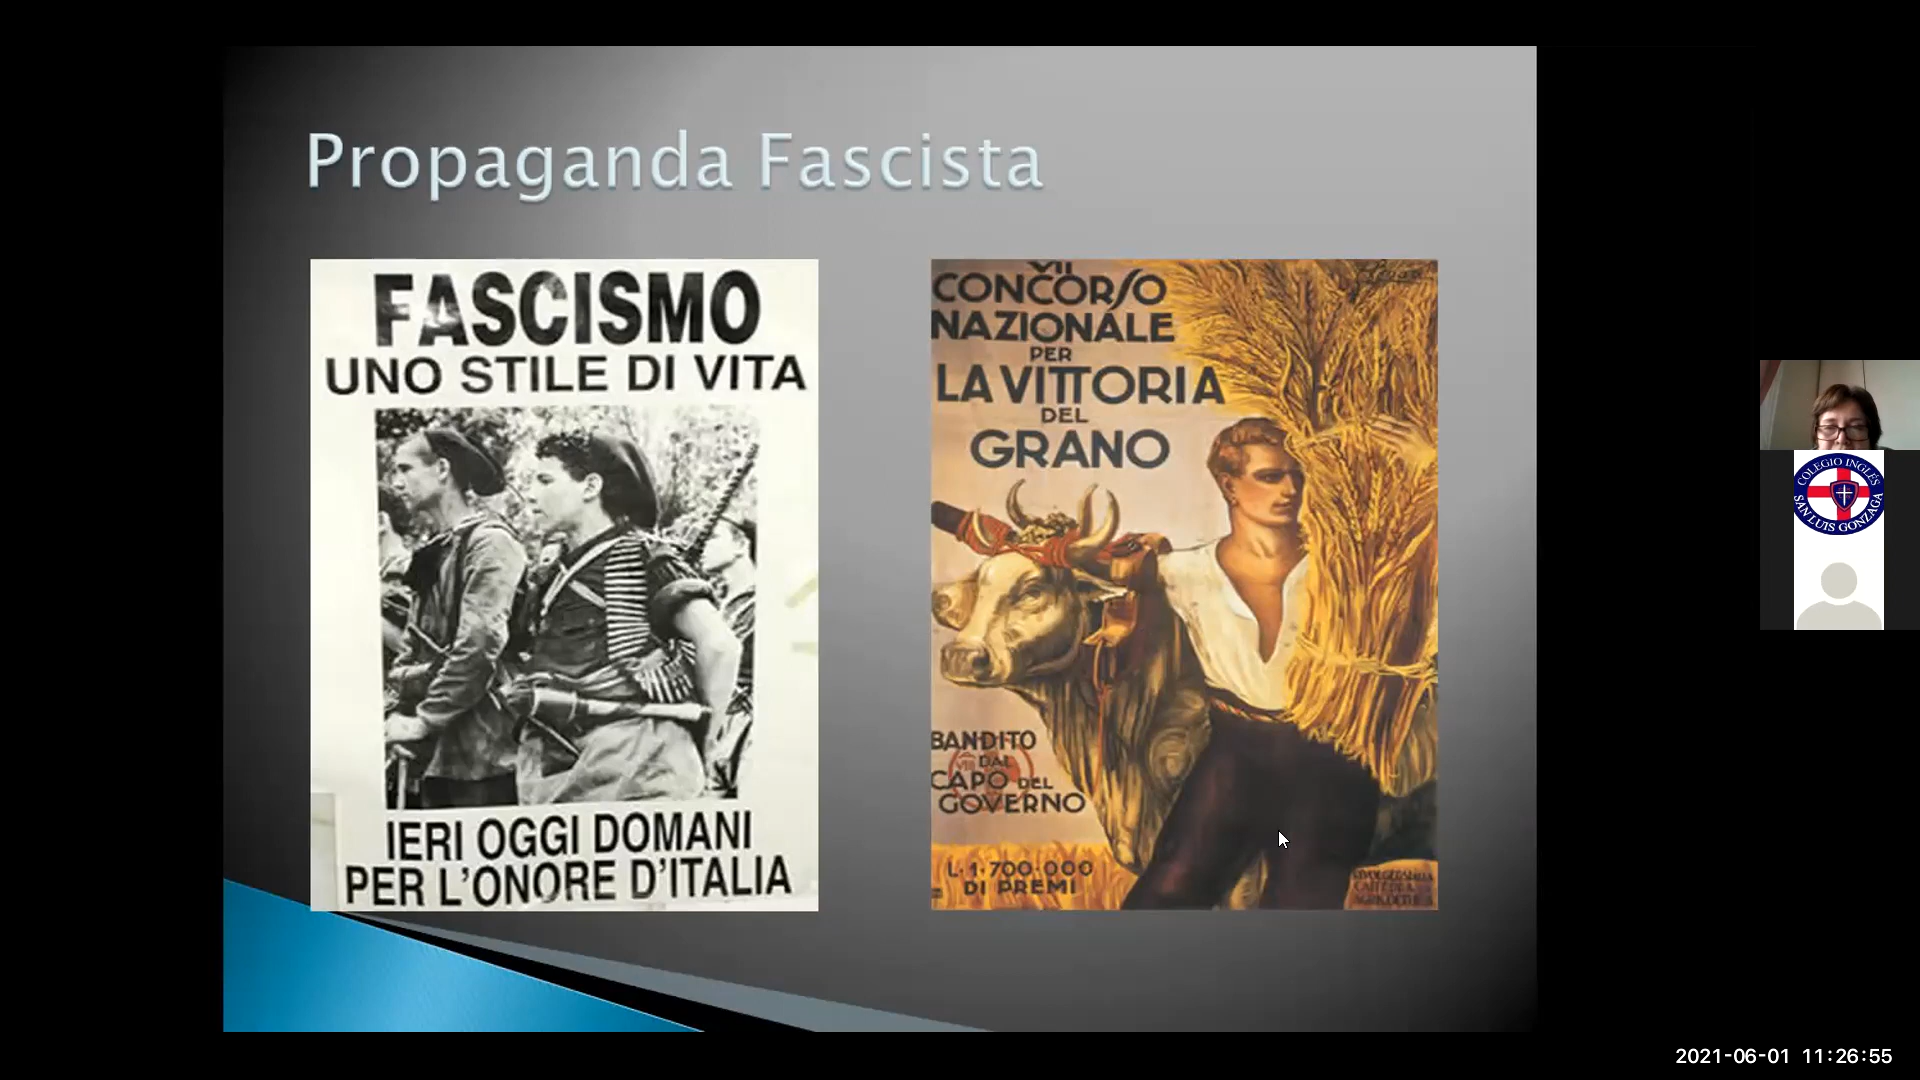 Propaganda Fascista
FASCISMO
UNO STILE DI VITA
IERI OGGI DOMANI
PER L'ONORE D'ITALIA
VII
CONCORSO
NAZIONALE
PER
LA VITTORIA
DEL
GRANO
BANDITO
DAL
CAPO DEL
GOVERNO
L. 1.700.000
DI PREMI
COLEGIO INGLÉS
SAN LUIS GONZAGA
2021-06-01 11:26:55